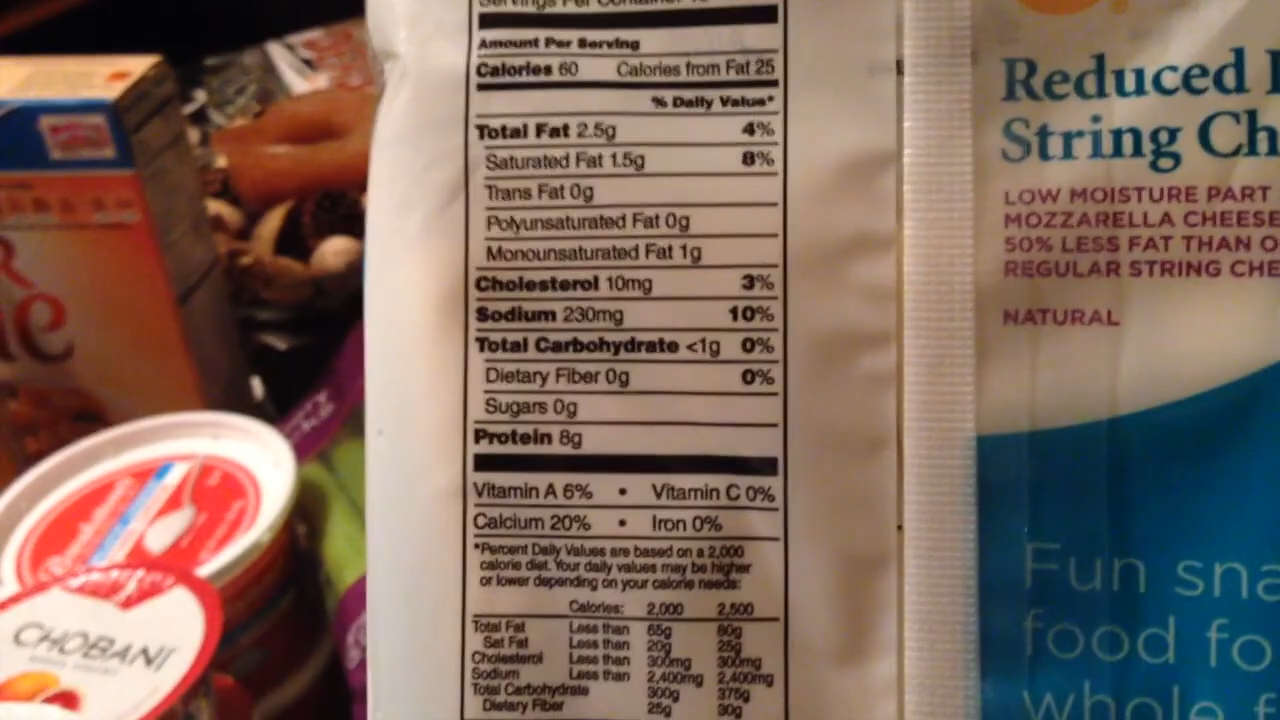 Servings Per Container
Amount Per Serving
Calories 60 Calories from Fat 25
% Daily Value*
Total Fat 2.5g 4%
Saturated Fat 1.5g 8%
Trans Fat 0g
Polyunsaturated Fat 0g
Monounsaturated Fat 1g
Cholesterol 10mg 3%
Sodium 230mg 10%
Total Carbohydrate <1g 0%
Dietary Fiber 0g 0%
Sugars 0g
Protein 8g
Vitamin A 6% • Vitamin C 0%
Calcium 20% • Iron 0%
*Percent Daily Values are based on a 2,000
calorie diet. Your daily values may be higher
or lower depending on your calorie needs:
Calories: 2,000 2,500
Total Fat Less than 65g 80g
Sat Fat Less than 20g 25g
Cholesterol Less than 300mg 300mg
Sodium Less than 2,400mg 2,400mg
Total Carbohydrate 300g 375g
Dietary Fiber 25g 30g
Reduced
String Ch
LOW MOISTURE PART
MOZZARELLA CHEESE
50% LESS FAT THAN O
REGULAR STRING CHE
NATURAL
Fun sna
food fo
whole f
CHOBANI